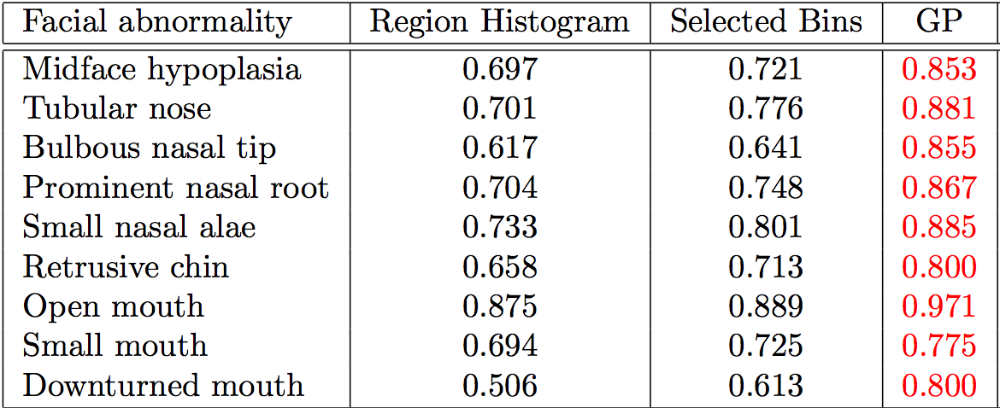 Facial abnormality Region Histogram Selected Bins GP
Midface hypoplasia 0.697 0.721 0.853
Tubular nose 0.701 0.776 0.881
Bulbous nasal tip 0.617 0.641 0.855
Prominent nasal root 0.704 0.748 0.867
Small nasal alae 0.733 0.801 0.885
Retrusive chin 0.658 0.713 0.800
Open mouth 0.875 0.889 0.971
Small mouth 0.694 0.725 0.775
Downturned mouth 0.506 0.613 0.800